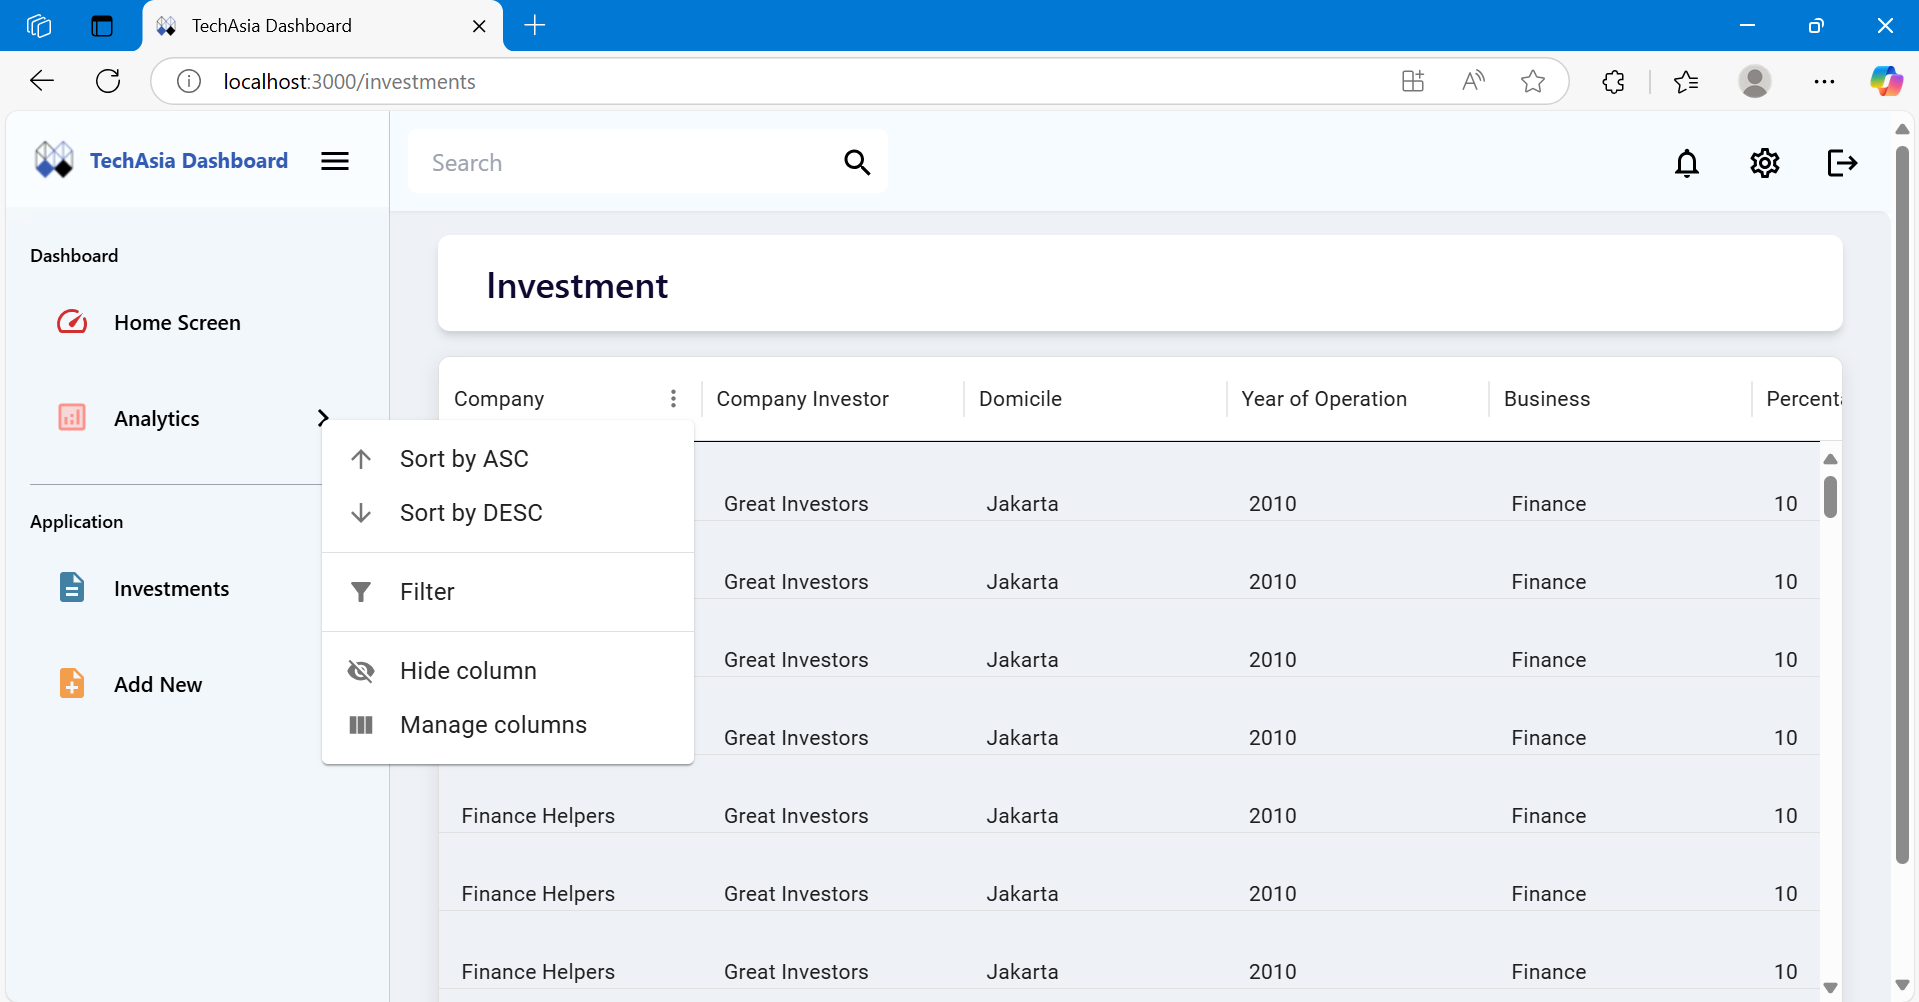 TechAsia Dashboard
localhost:3000/investments
TechAsia Dashboard
Search
Dashboard
Home Screen
Analytics
Application
Investments
Add New
Investment
Company
Company Investor
Domicile
Year of Operation
Business
Percenta
Sort by ASC
Sort by DESC
Filter
Hide column
Manage columns
Great Investors Jakarta 2010 Finance 10
Great Investors Jakarta 2010 Finance 10
Great Investors Jakarta 2010 Finance 10
Great Investors Jakarta 2010 Finance 10
Finance Helpers Great Investors Jakarta 2010 Finance 10
Finance Helpers Great Investors Jakarta 2010 Finance 10
Finance Helpers Great Investors Jakarta 2010 Finance 10